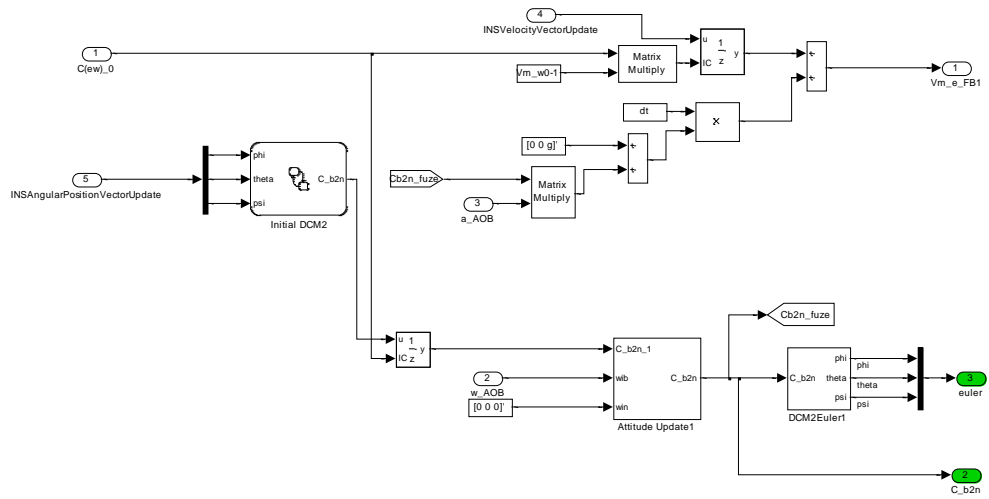 4
INSVelocityVectorUpdate
1
C(ew)_0
Vm_w0-1
Matrix
Multiply
u
IC
1
z
y
+
+
1
Vm_e_FB1
dt
×
[0 0 g]'
+
+
Cb2n_fuze
3
a_AOB
Matrix
Multiply
5
INSAngularPositionVectorUpdate
phi
theta
psi
C_b2n
Initial DCM2
u
IC
1
z
y
2
w_AOB
[0 0 0]'
C_b2n_1
wib
win
C_b2n
Attitude Update1
Cb2n_fuze
C_b2n
phi
theta
psi
DCM2Euler1
phi
theta
psi
3
euler
2
C_b2n